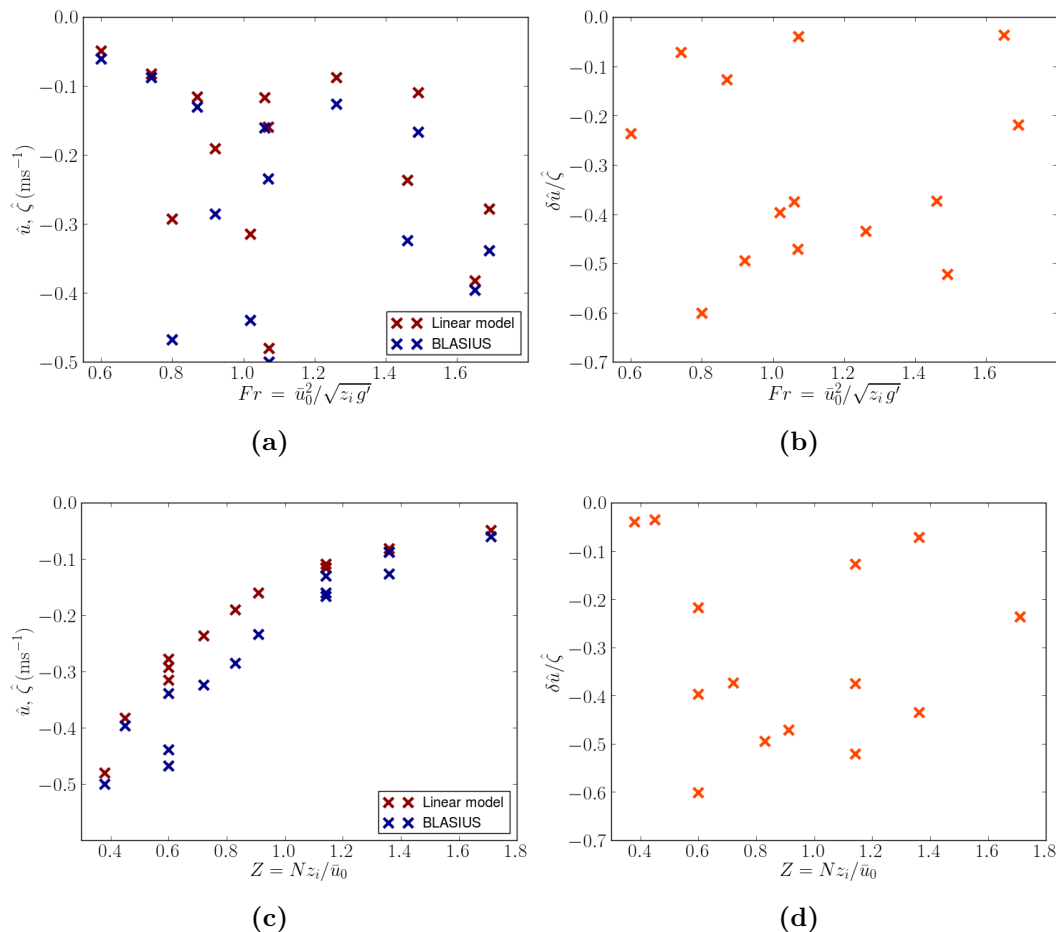 0.0
−0.1
−0.2
−0.3
−0.4
−0.5
û, ζ̂ (ms⁻¹)
Linear model
BLASIUS
0.6 0.8 1.0 1.2 1.4 1.6
Fr = ū₀²/√(zᵢ g′)
(a)
0.0
−0.1
−0.2
−0.3
−0.4
−0.5
−0.6
−0.7
δû/ζ̂
0.6 0.8 1.0 1.2 1.4 1.6
Fr = ū₀²/√(zᵢ g′)
(b)
0.0
−0.1
−0.2
−0.3
−0.4
−0.5
û, ζ̂ (ms⁻¹)
Linear model
BLASIUS
0.4 0.6 0.8 1.0 1.2 1.4 1.6 1.8
Z = Nzᵢ/ū₀
(c)
0.0
−0.1
−0.2
−0.3
−0.4
−0.5
−0.6
−0.7
δû/ζ̂
0.4 0.6 0.8 1.0 1.2 1.4 1.6 1.8
Z = Nzᵢ/ū₀
(d)